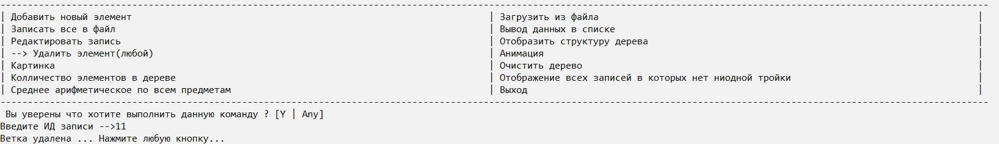 | Добавить новый элемент | Загрузить из файла |
| Записать все в файл | Вывод данных в списке |
| Редактировать запись | Отобразить структуру дерева |
| --> Удалить элемент(любой) | Анимация |
| Картинка | Очистить дерево |
| Колличество элементов в дереве | Отображение всех записей в которых нет ниодной тройки |
| Среднее арифметическое по всем предметам | Выход |
Вы уверены что хотите выполнить данную команду ? [Y | Any]
Введите ИД записи -->11
Ветка удалена ... Нажмите любую кнопку...